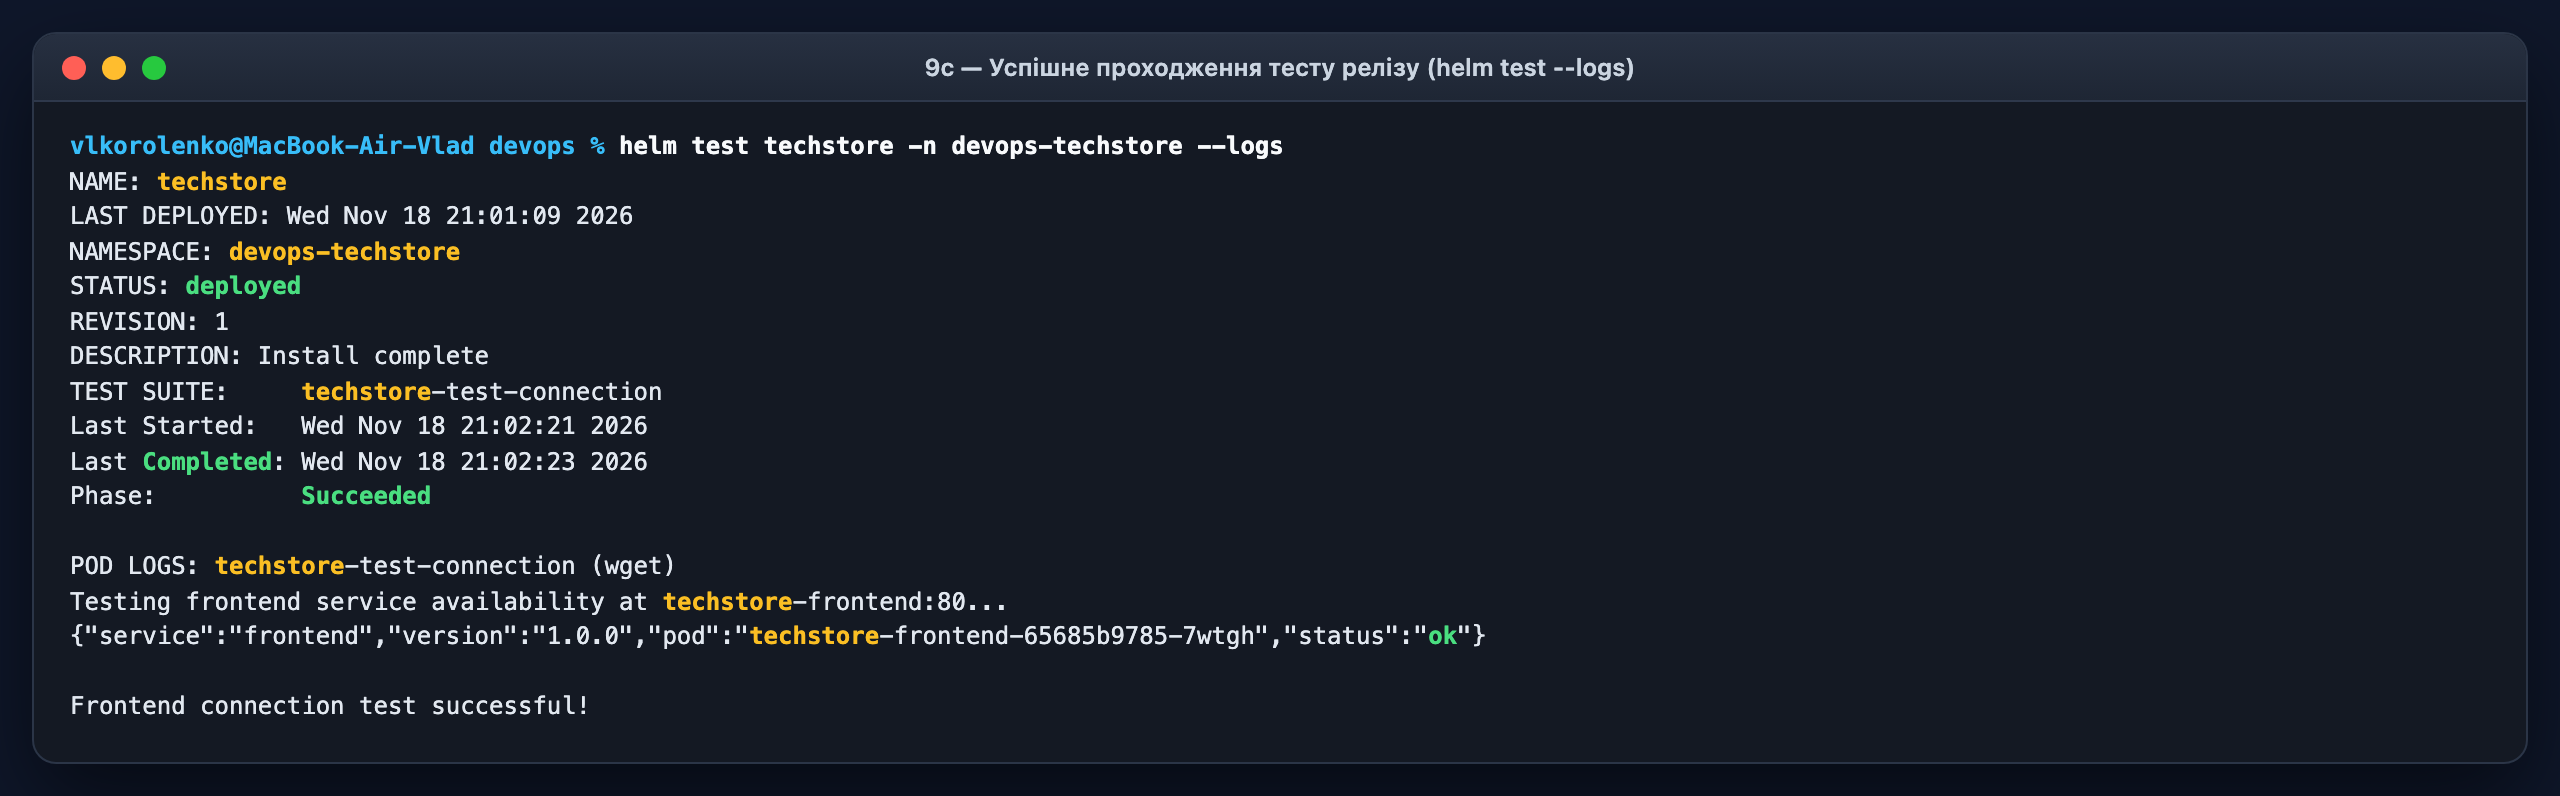 9c — Успішне проходження тесту релізу (helm test --logs)
vlkorolenko@MacBook-Air-Vlad devops % helm test techstore -n devops-techstore --logs
NAME: techstore
LAST DEPLOYED: Wed Nov 18 21:01:09 2026
NAMESPACE: devops-techstore
STATUS: deployed
REVISION: 1
DESCRIPTION: Install complete
TEST SUITE:     techstore-test-connection
Last Started:   Wed Nov 18 21:02:21 2026
Last Completed: Wed Nov 18 21:02:23 2026
Phase:          Succeeded
POD LOGS: techstore-test-connection (wget)
Testing frontend service availability at techstore-frontend:80...
{"service":"frontend","version":"1.0.0","pod":"techstore-frontend-65685b9785-7wtgh","status":"ok"}
Frontend connection test successful!